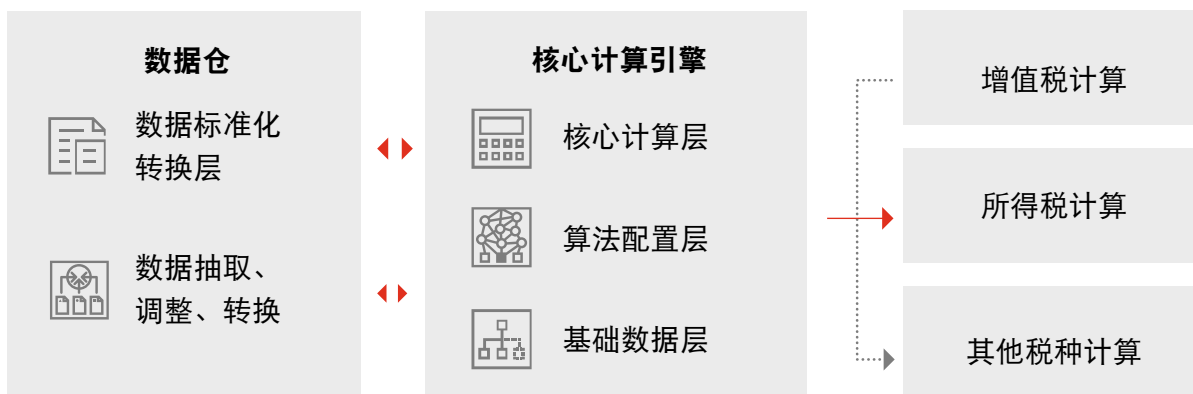 数据仓
数据标准化
转换层
数据抽取、
调整、转换
核心计算引擎
核心计算层
算法配置层
基础数据层
增值税计算
所得税计算
其他税种计算